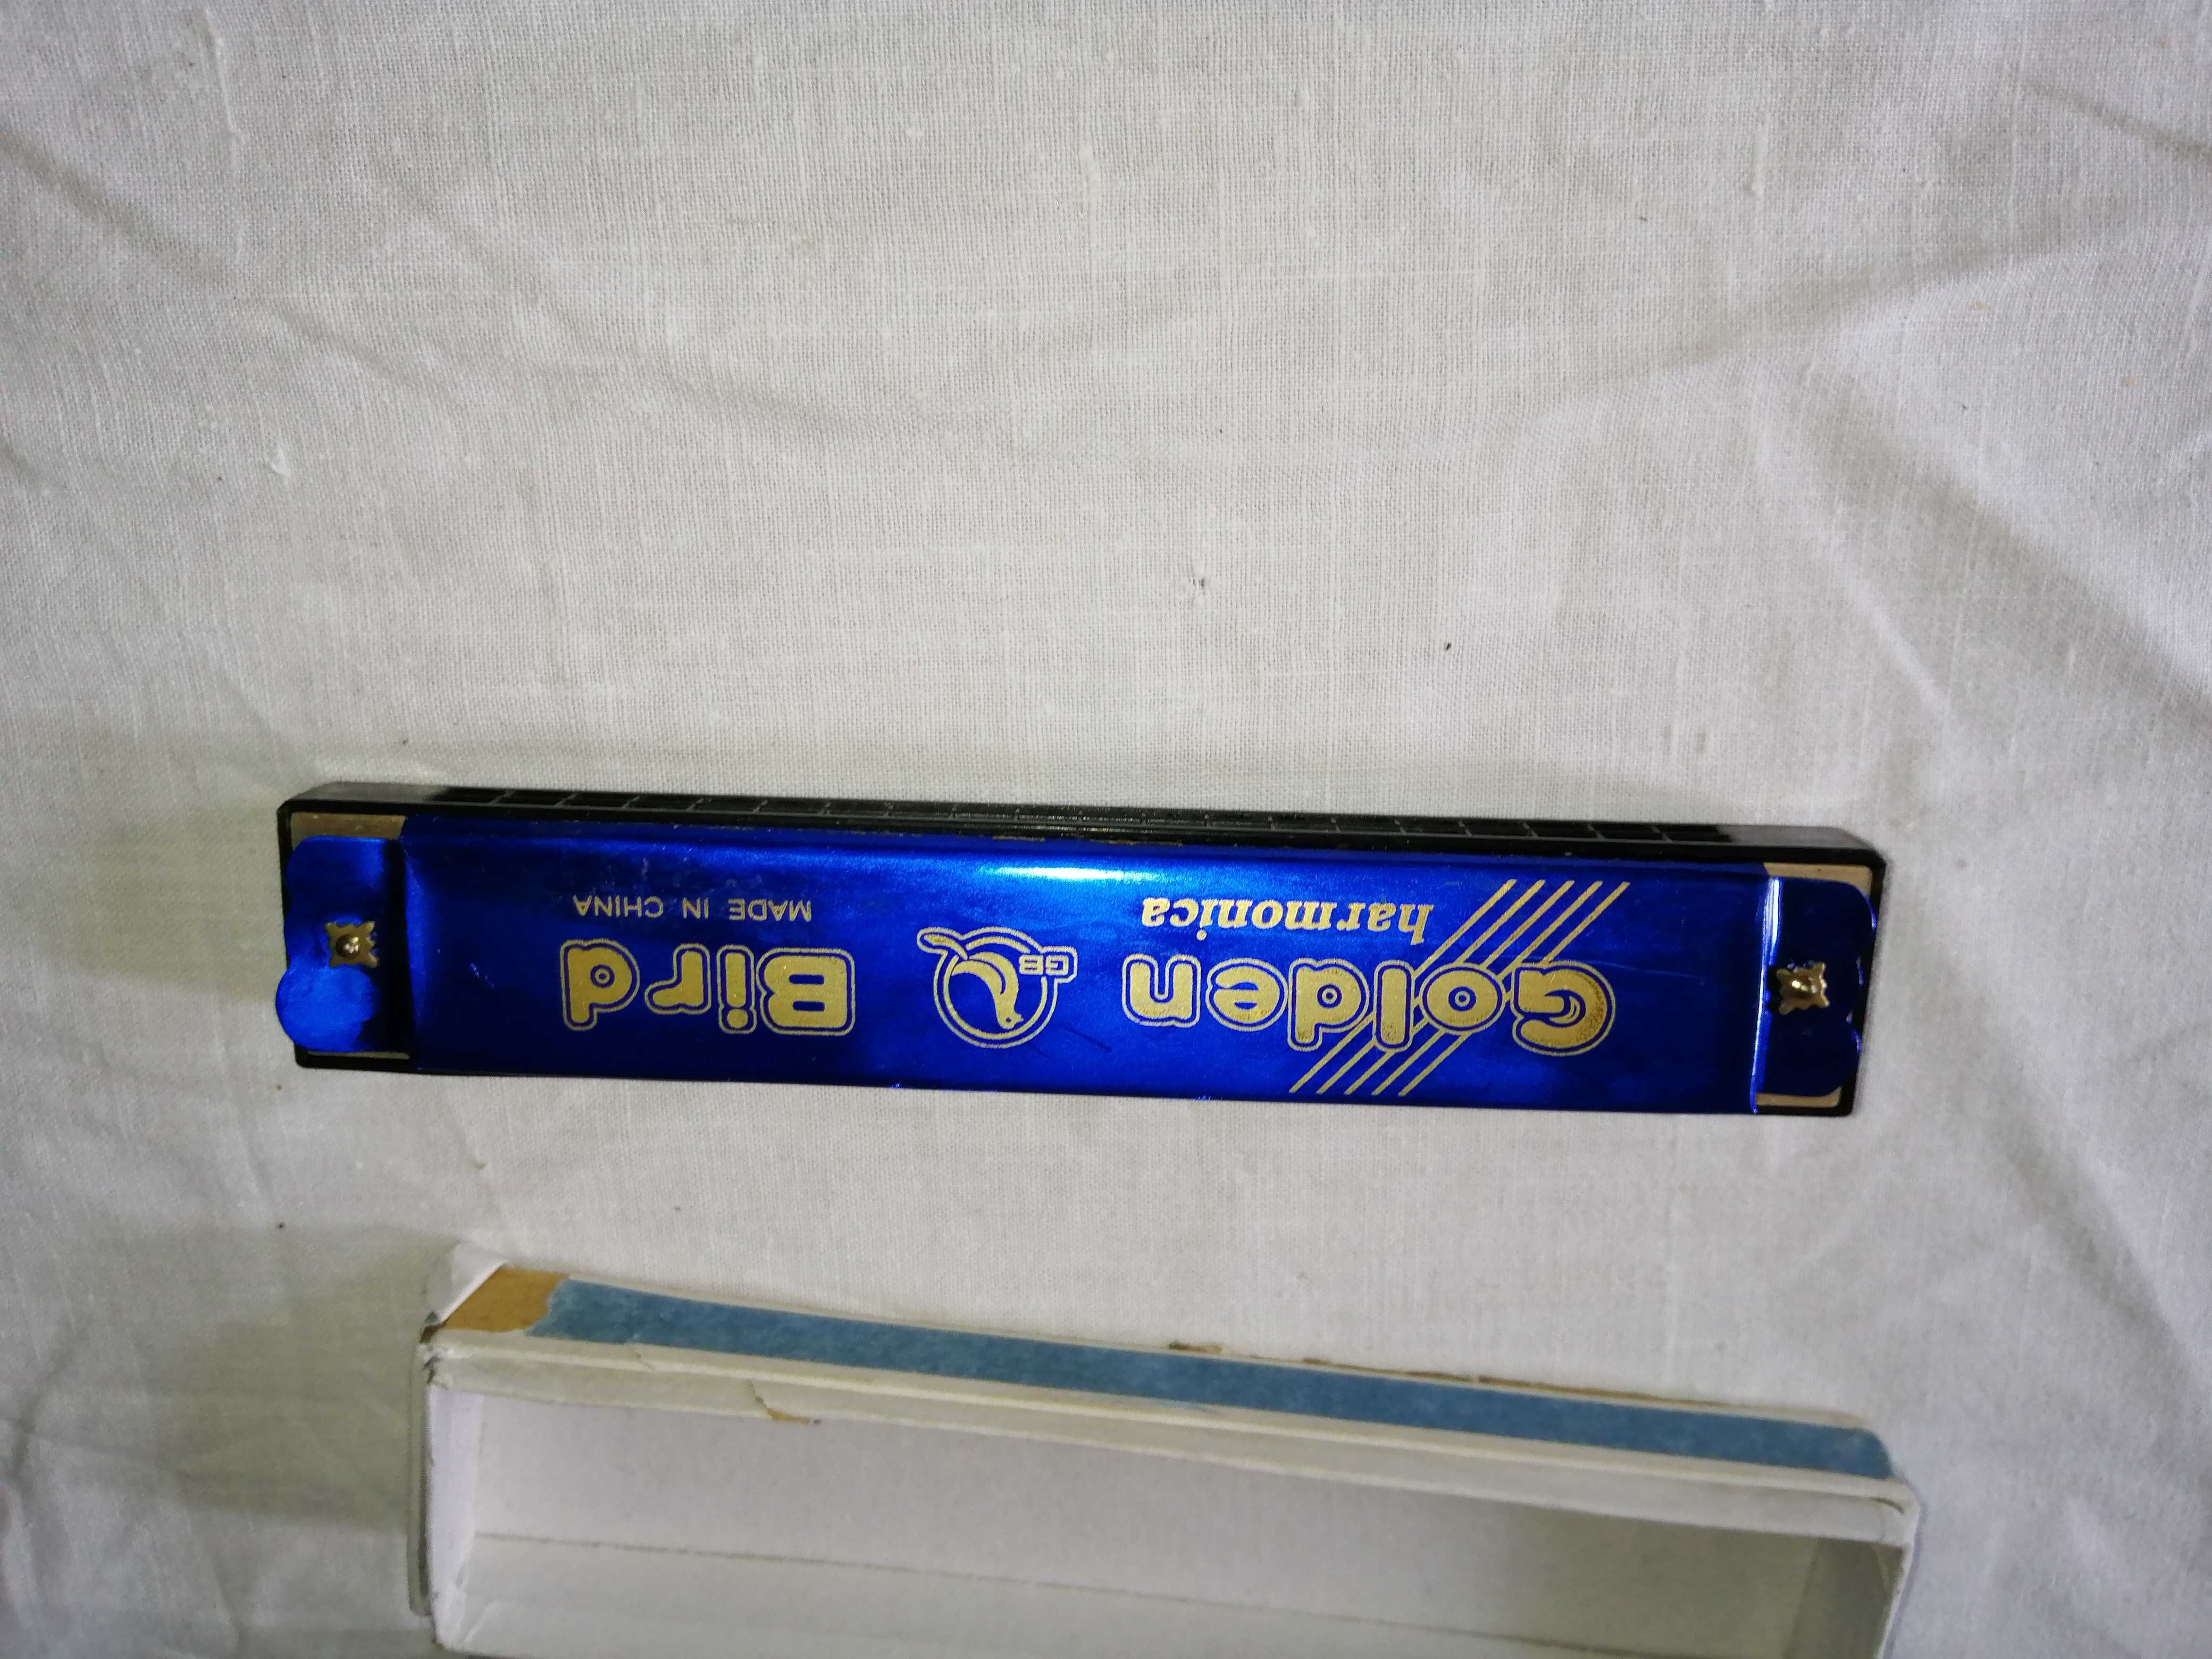 Golden GB Bird
harmonica MADE IN CHINA